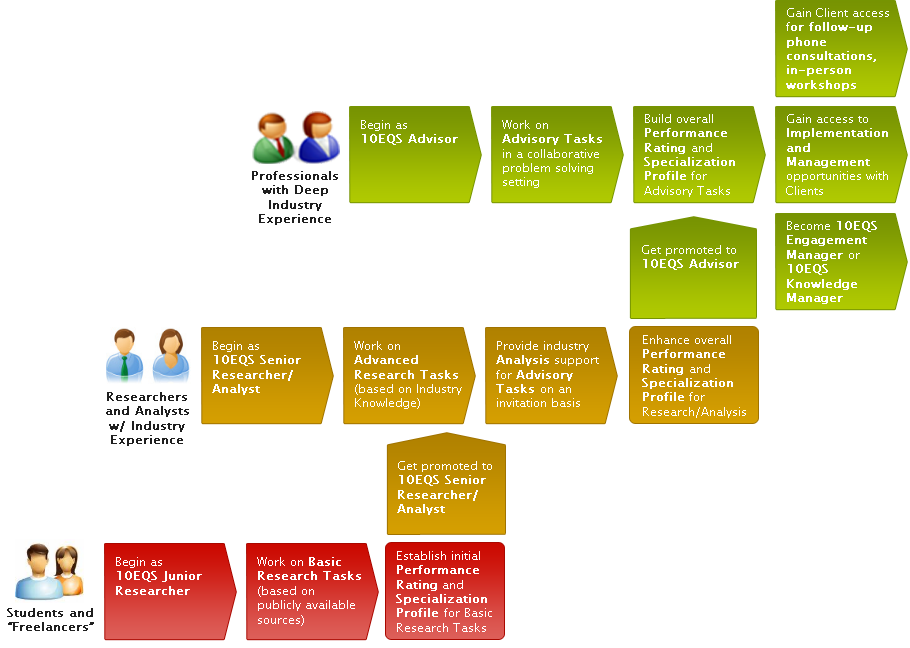 Gain Client access
for follow-up
phone
consultations,
in-person
workshops
Professionals
with Deep
Industry
Experience
Begin as
10EQS Advisor
Work on
Advisory Tasks
in a collaborative
problem solving
setting
Build overall
Performance
Rating and
Specialization
Profile for
Advisory Tasks
Gain access to
Implementation
and
Management
opportunities with
Clients
Get promoted to
10EQS Advisor
Become 10EQS
Engagement
Manager or
10EQS
Knowledge
Manager
Researchers
and Analysts
w/ Industry
Experience
Begin as
10EQS Senior
Researcher/
Analyst
Work on
Advanced
Research Tasks
(based on Industry
Knowledge)
Provide industry
Analysis support
for Advisory
Tasks on an
invitation basis
Enhance overall
Performance
Rating and
Specialization
Profile for
Research/Analysis
Get promoted to
10EQS Senior
Researcher/
Analyst
Students and
"Freelancers"
Begin as
10EQS Junior
Researcher
Work on Basic
Research Tasks
(based on
publicly available
sources)
Establish initial
Performance
Rating and
Specialization
Profile for Basic
Research Tasks